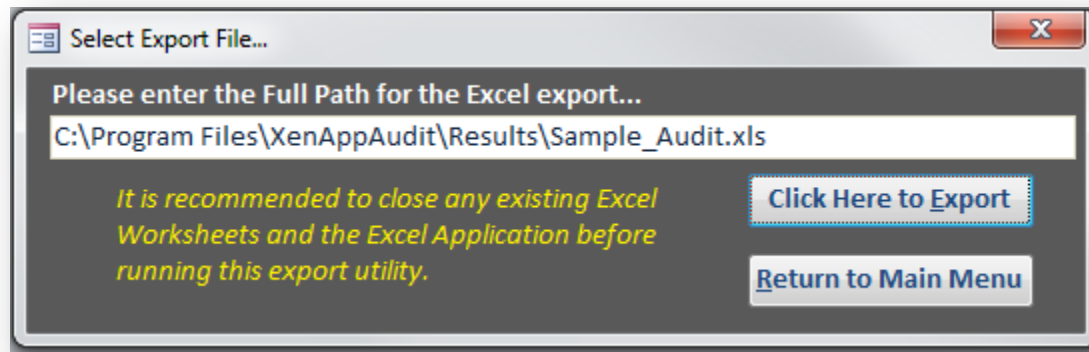 Select Export File...
X
Please enter the Full Path for the Excel export...
C:\Program Files\XenAppAudit\Results\Sample_Audit.xls
It is recommended to close any existing Excel
Worksheets and the Excel Application before
running this export utility.
Click Here to Export
Return to Main Menu